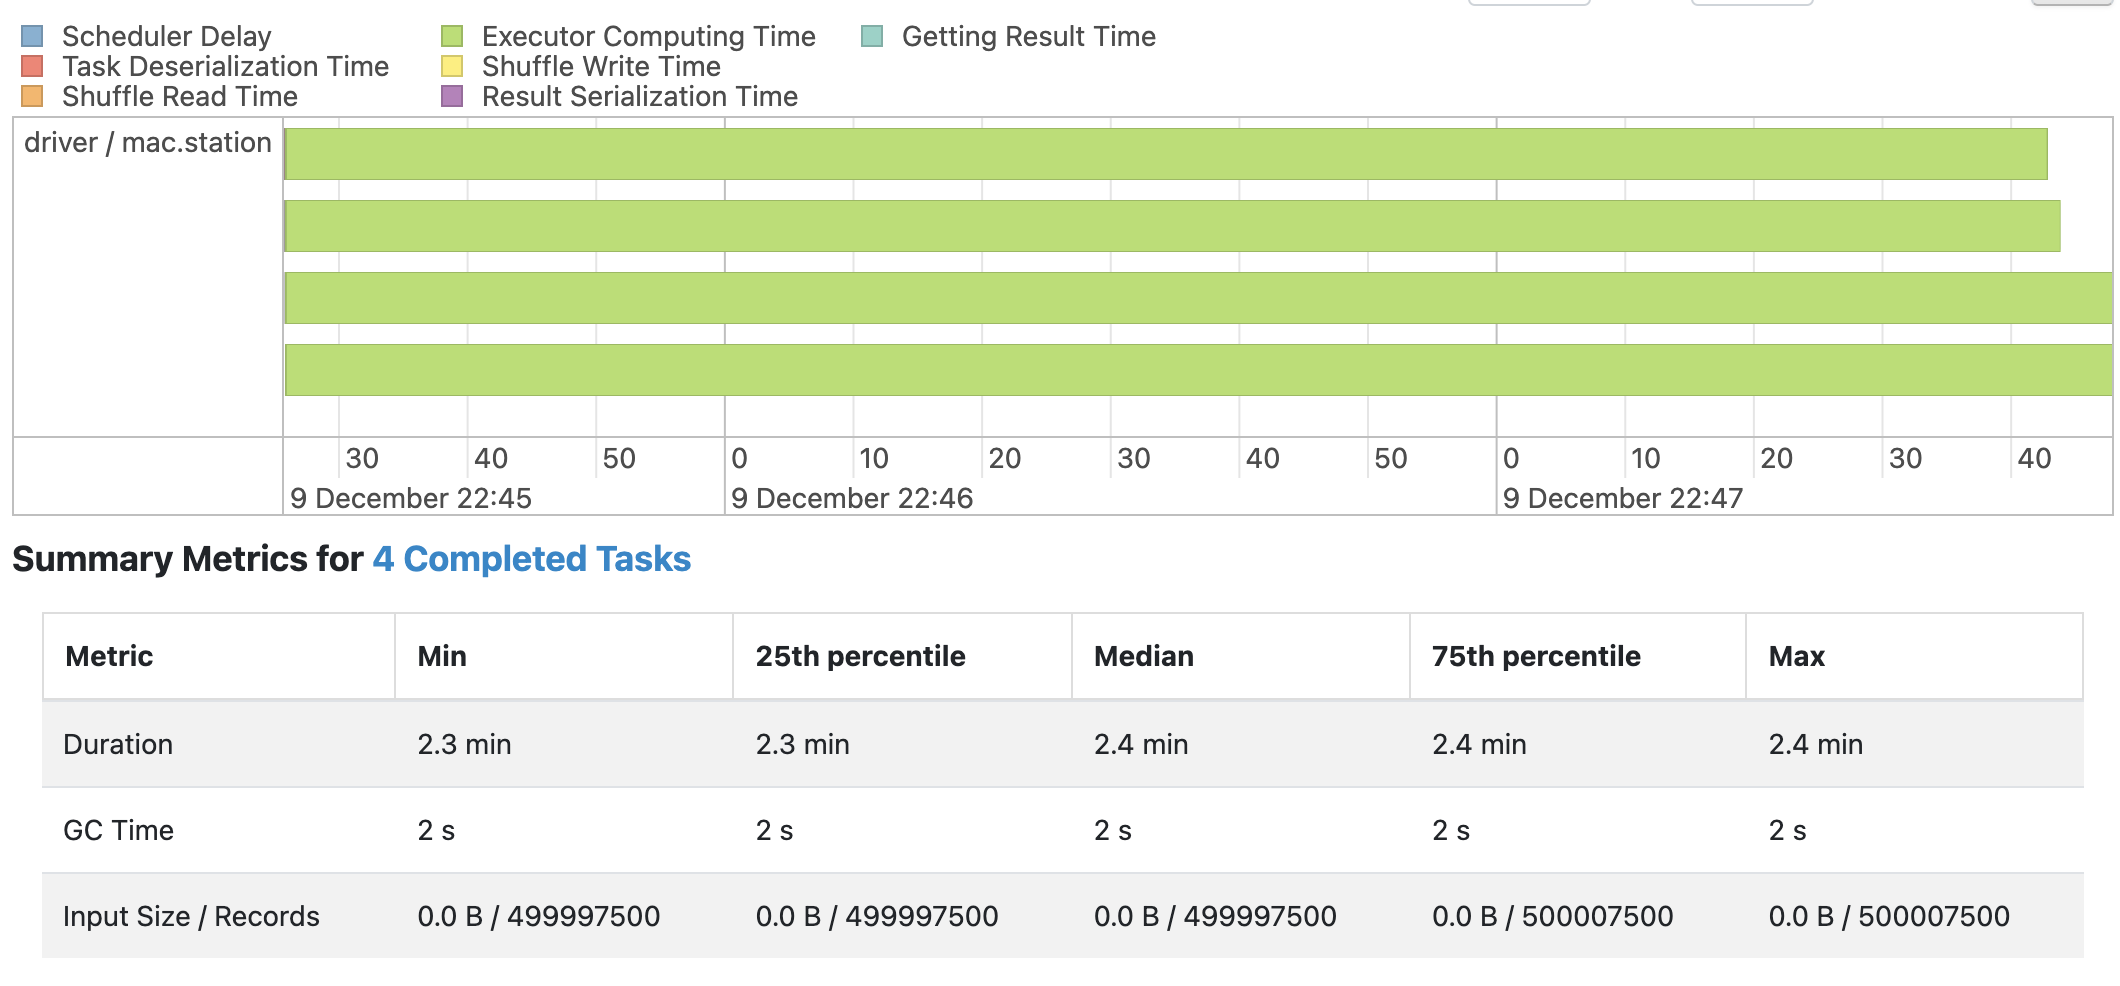 Scheduler Delay Executor Computing Time Getting Result Time
Task Deserialization Time Shuffle Write Time
Shuffle Read Time Result Serialization Time
driver / mac.station
30 40 50 0 10 20 30 40 50 0 10 20 30 40
9 December 22:45 9 December 22:46 9 December 22:47
Summary Metrics for 4 Completed Tasks
Metric Min 25th percentile Median 75th percentile Max
Duration 2.3 min 2.3 min 2.4 min 2.4 min 2.4 min
GC Time 2 s 2 s 2 s 2 s 2 s
Input Size / Records 0.0 B / 499997500 0.0 B / 499997500 0.0 B / 499997500 0.0 B / 500007500 0.0 B / 500007500